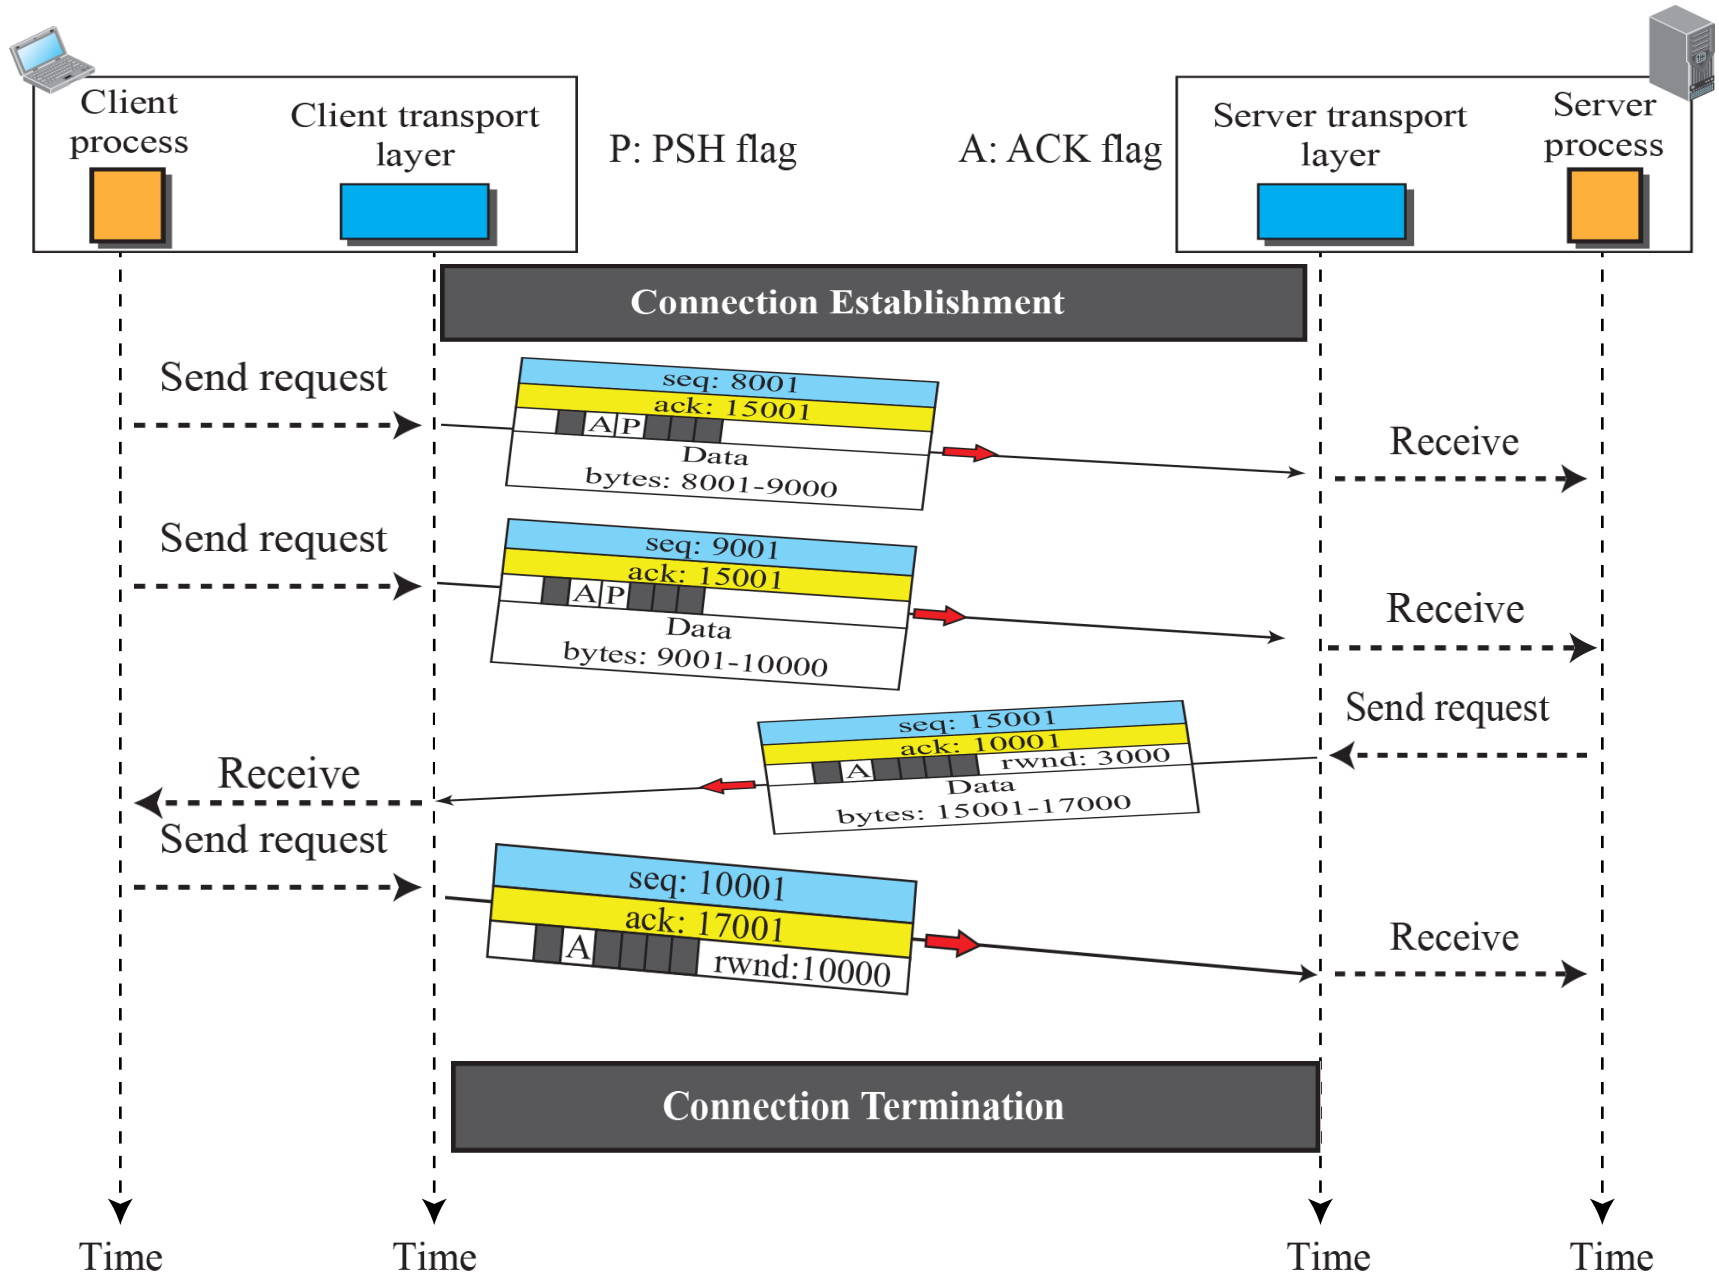 Client
process
Client transport
layer
P: PSH flag
A: ACK flag
Server transport
layer
Server
process
Connection Establishment
Send request
seq: 8001
ack: 15001
A P
Data
bytes: 8001-9000
Receive
Send request
seq: 9001
ack: 15001
A P
Data
bytes: 9001-10000
Receive
Send request
seq: 15001
ack: 10001
A rwnd: 3000
Data
bytes: 15001-17000
Receive
Send request
seq: 10001
ack: 17001
A rwnd:10000
Receive
Connection Termination
Time
Time
Time
Time